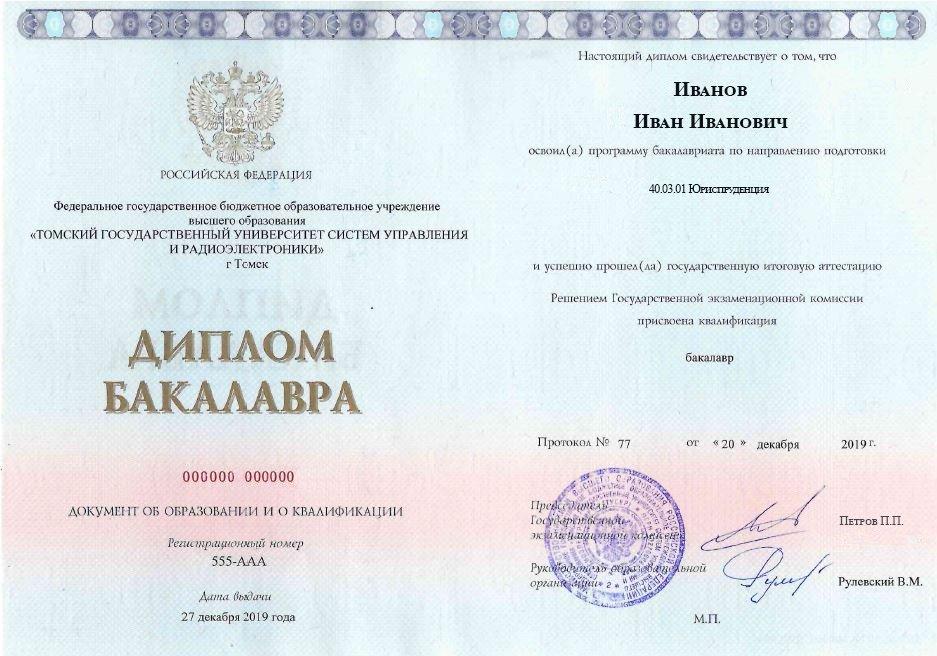 РОССИЙСКАЯ ФЕДЕРАЦИЯ
Федеральное государственное бюджетное образовательное учреждение
высшего образования
«ТОМСКИЙ ГОСУДАРСТВЕННЫЙ УНИВЕРСИТЕТ СИСТЕМ УПРАВЛЕНИЯ
И РАДИОЭЛЕКТРОНИКИ»
г Томск
ДИПЛОМ
БАКАЛАВРА
000000 000000
ДОКУМЕНТ ОБ ОБРАЗОВАНИИ И О КВАЛИФИКАЦИИ
Регистрационный номер
555-ААА
Дата выдачи
27 декабря 2019 года
Настоящий диплом свидетельствует о том, что
Иванов
Иван Иванович
освоил(а) программу бакалавриата по направлению подготовки
40.03.01 Юриспруденция
и успешно прошел(ла) государственную итоговую аттестацию
Решением Государственной экзаменационной комиссии
присвоена квалификация
бакалавр
Протокол № 77 от «20» декабря 2019 г.
Председатель
Государственной
экзаменационной комиссии
Петров П.П.
Руководитель образовательной
организации
Рулевский В.М.
М.П.